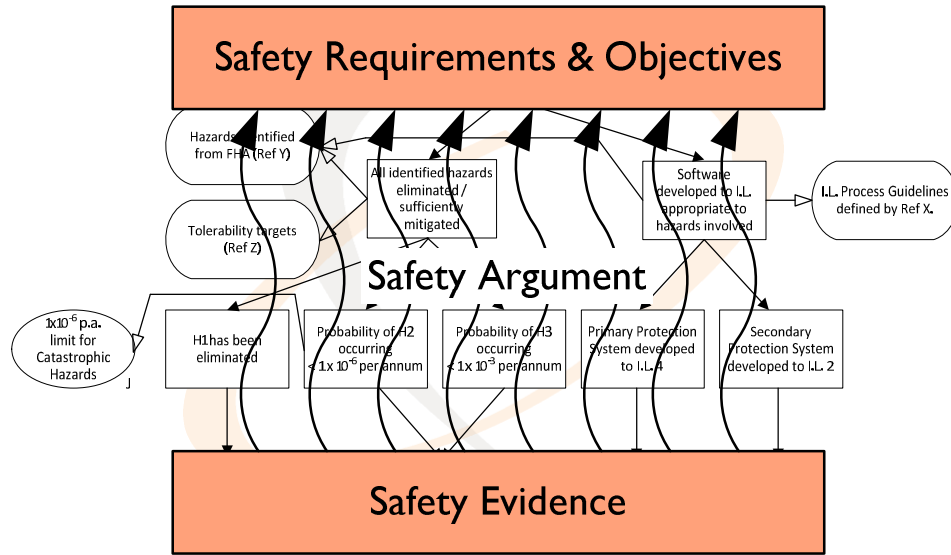 Safety Requirements & Objectives
Hazards Identified
from FHA (Ref Y)
All identified hazards
eliminated /
sufficiently
mitigated
Software
developed to I.L.
appropriate to
hazards involved
I.L. Process Guidelines
defined by Ref X.
Tolerability targets
(Ref Z)
Safety Argument
1x10⁻⁶ p.a.
limit for
Catastrophic
Hazards
H1 has been
eliminated
Probability of H2
occurring
< 1 x 10⁻⁶ per annum
Probability of H3
occurring
< 1 x 10⁻³ per annum
Primary Protection
System developed
to I.L. 4
Secondary
Protection System
developed to I.L. 2
Safety Evidence